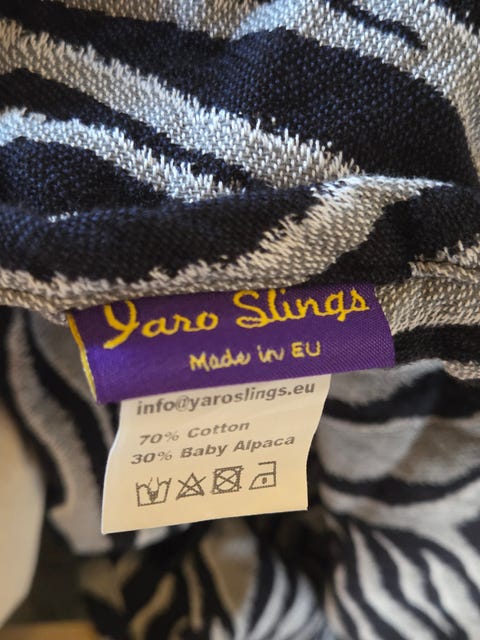 Yaro Slings
Made in EU
info@yaroslings.eu
70% Cotton
30% Baby Alpaca